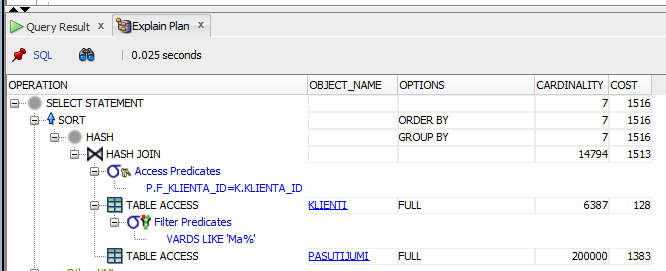 Query Result x Explain Plan x
SQL 0.025 seconds
OPERATION OBJECT_NAME OPTIONS CARDINALITY COST
SELECT STATEMENT 7 1516
SORT ORDER BY 7 1516
HASH GROUP BY 7 1516
HASH JOIN 14794 1513
Access Predicates
P.F_KLIENTA_ID=K.KLIENTA_ID
TABLE ACCESS KLIENTI FULL 6387 128
Filter Predicates
VARDS LIKE 'Ma%'
TABLE ACCESS PASUTIJUMI FULL 200000 1383